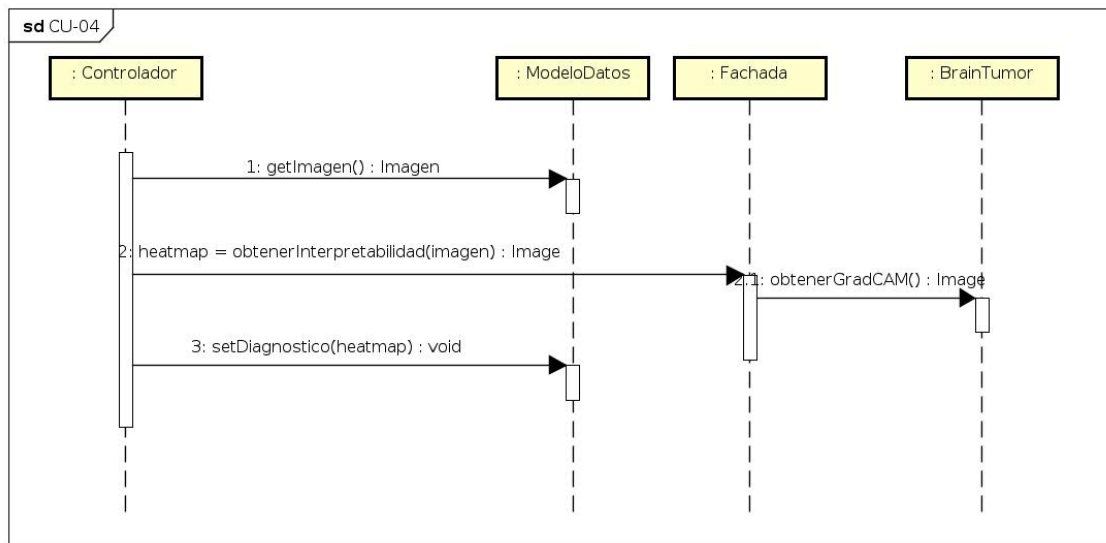 sd CU-04
: Controlador
: ModeloDatos
: Fachada
: BrainTumor
1: getImagen() : Imagen
2: heatmap = obtenerInterpretabilidad(imagen) : Image
2.1: obtenerGradCAM() : Image
3: setDiagnostico(heatmap) : void